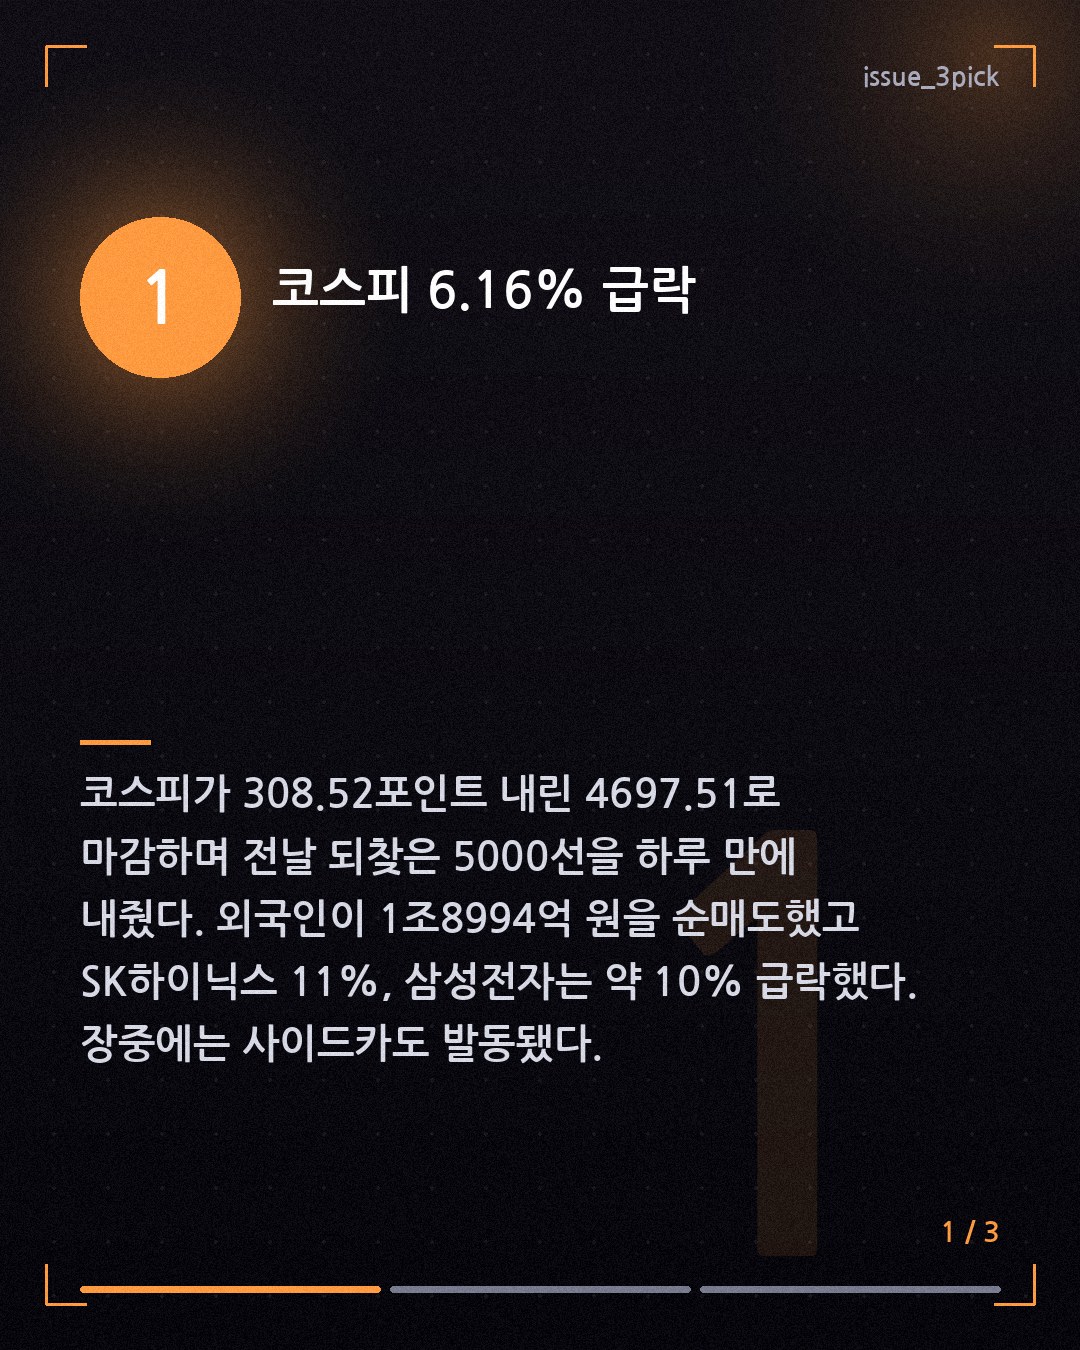 issue_3pick
1
코스피 6.16% 급락
코스피가 308.52포인트 내린 4697.51로
마감하며 전날 되찾은 5000선을 하루 만에
내줬다. 외국인이 1조8994억 원을 순매도했고
SK하이닉스 11%, 삼성전자는 약 10% 급락했다.
장중에는 사이드카도 발동됐다.
1
1 / 3